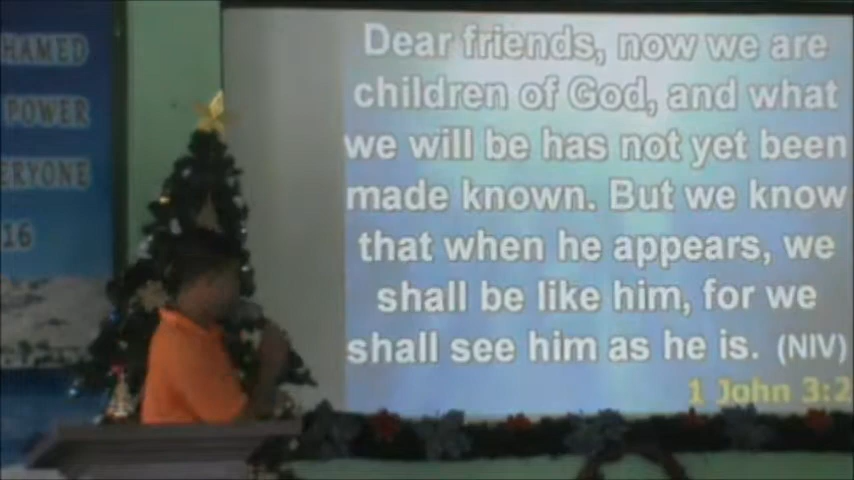 HAMED
POWER
ERYONE
16
Dear friends, now we are
children of God, and what
we will be has not yet been
made known. But we know
that when he appears, we
shall be like him, for we
shall see him as he is. (NIV)
1 John 3:2